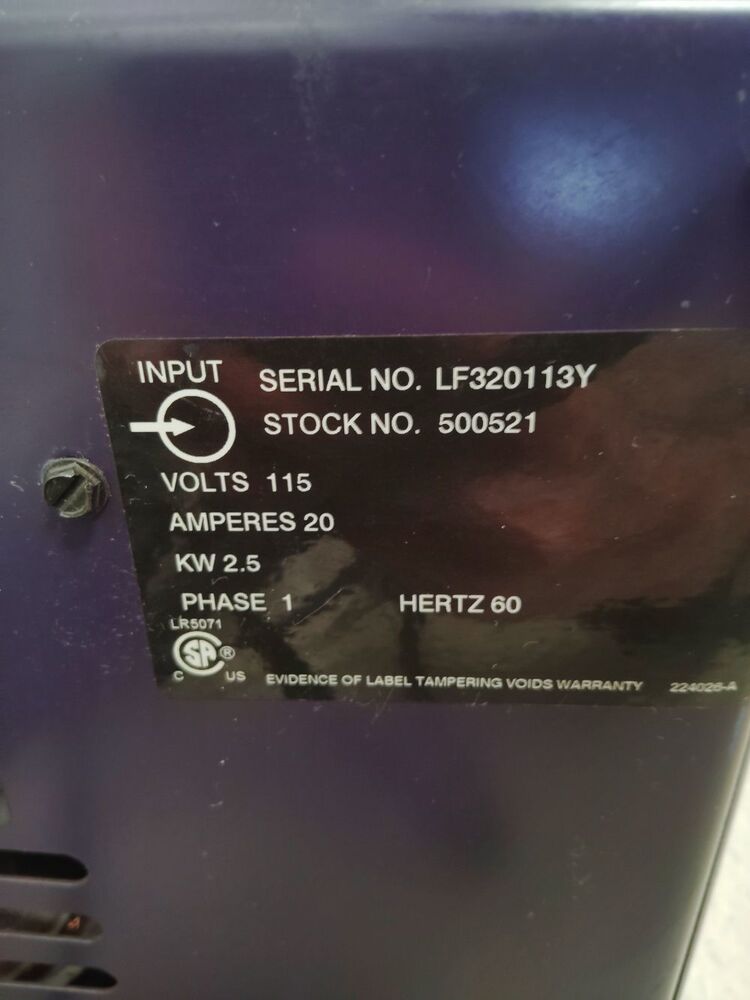 INPUT
SERIAL NO. LF320113Y
STOCK NO. 500521
VOLTS 115
AMPERES 20
KW 2.5
PHASE 1 HERTZ 60
LR5071
SP ®
C US
EVIDENCE OF LABEL TAMPERING VOIDS WARRANTY 224026-A